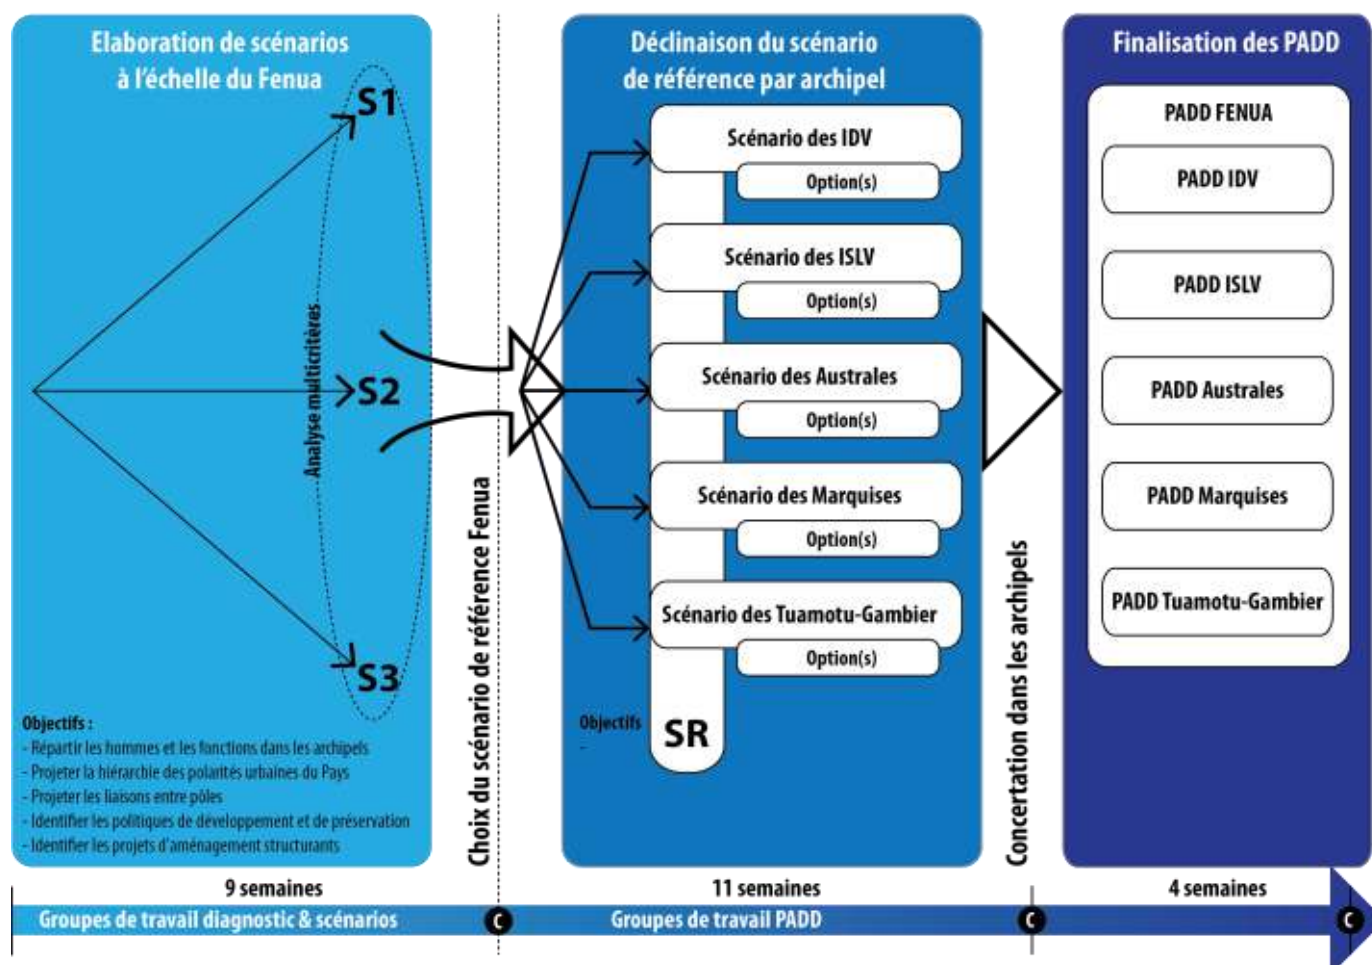 Elaboration de scénarios
à l'échelle du Fenua
S1
S2
S3
Analyse multicritères
Objectifs :
- Répartir les hommes et les fonctions dans les archipels
- Projeter la hiérarchie des polarités urbaines du Pays
- Projeter les liaisons entre pôles
- Identifier les politiques de développement et de préservation
- Identifier les projets d'aménagement structurants
Choix du scénario de référence Fenua
Déclinaison du scénario
de référence par archipel
Scénario des IDV
Option(s)
Scénario des ISLV
Option(s)
Scénario des Australes
Option(s)
Scénario des Marquises
Option(s)
Scénario des Tuamotu-Gambier
Option(s)
Objectifs
-
SR
Concertation dans les archipels
Finalisation des PADD
PADD FENUA
PADD IDV
PADD ISLV
PADD Australes
PADD Marquises
PADD Tuamotu-Gambier
9 semaines
11 semaines
4 semaines
Groupes de travail diagnostic & scénarios
C
Groupes de travail PADD
C
C